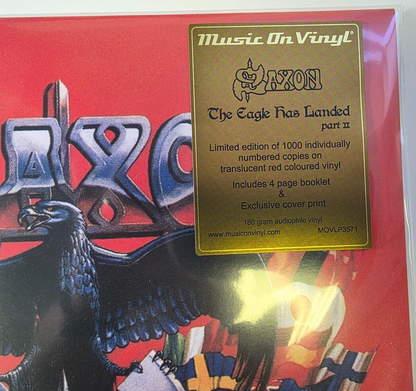 Music On Vinyl
SAXON
The Eagle Has Landed
part II
Limited edition of 1000 individually
numbered copies on
translucent red coloured vinyl
Includes 4 page booklet
&
Exclusive cover print
180 gram audiophile vinyl
www.musiconvinyl.com MOVLP3571
AXO